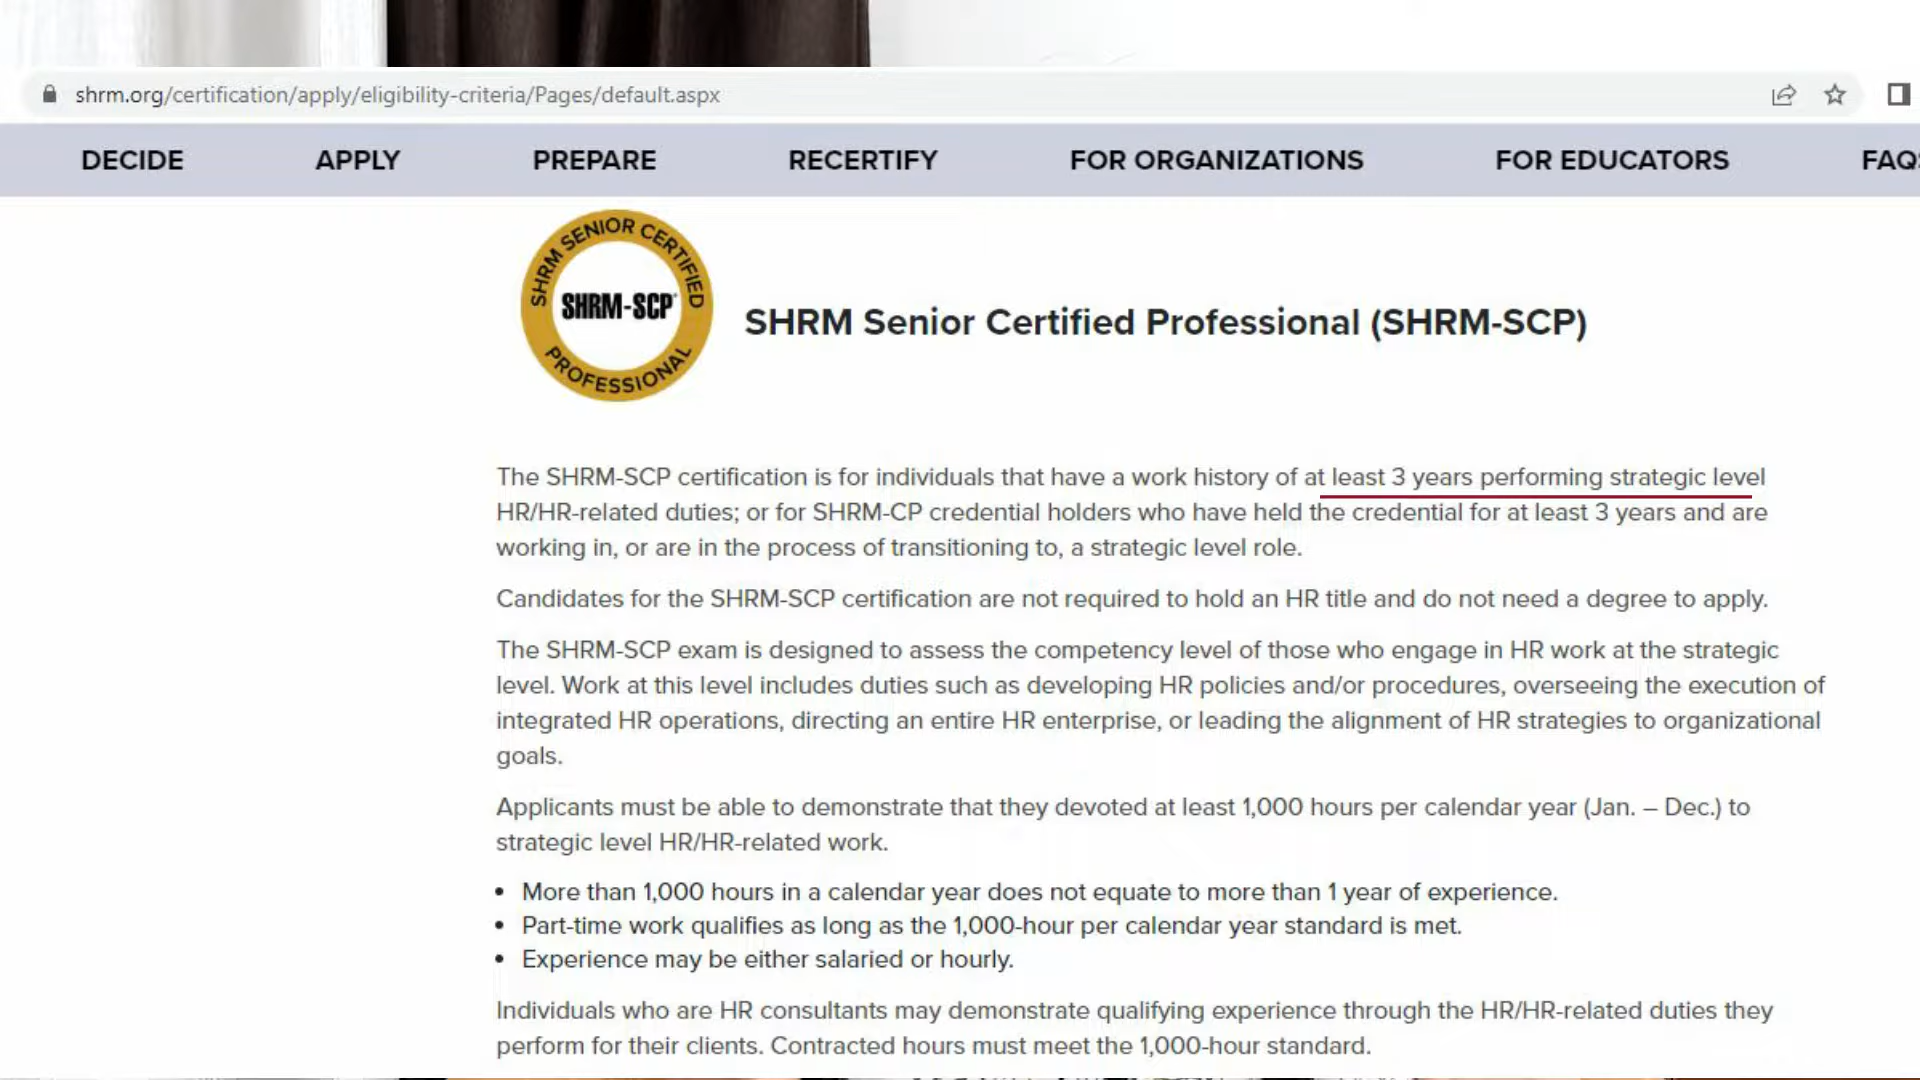 shrm.org/certification/apply/eligibility-criteria/Pages/default.aspx
DECIDE APPLY PREPARE RECERTIFY FOR ORGANIZATIONS FOR EDUCATORS FAQ
SHRM SENIOR CERTIFIED
SHRM-SCP
PROFESSIONAL
SHRM Senior Certified Professional (SHRM-SCP)
The SHRM-SCP certification is for individuals that have a work history of at least 3 years performing strategic level
HR/HR-related duties; or for SHRM-CP credential holders who have held the credential for at least 3 years and are
working in, or are in the process of transitioning to, a strategic level role.
Candidates for the SHRM-SCP certification are not required to hold an HR title and do not need a degree to apply.
The SHRM-SCP exam is designed to assess the competency level of those who engage in HR work at the strategic
level. Work at this level includes duties such as developing HR policies and/or procedures, overseeing the execution of
integrated HR operations, directing an entire HR enterprise, or leading the alignment of HR strategies to organizational
goals.
Applicants must be able to demonstrate that they devoted at least 1,000 hours per calendar year (Jan. – Dec.) to
strategic level HR/HR-related work.
• More than 1,000 hours in a calendar year does not equate to more than 1 year of experience.
• Part-time work qualifies as long as the 1,000-hour per calendar year standard is met.
• Experience may be either salaried or hourly.
Individuals who are HR consultants may demonstrate qualifying experience through the HR/HR-related duties they
perform for their clients. Contracted hours must meet the 1,000-hour standard.